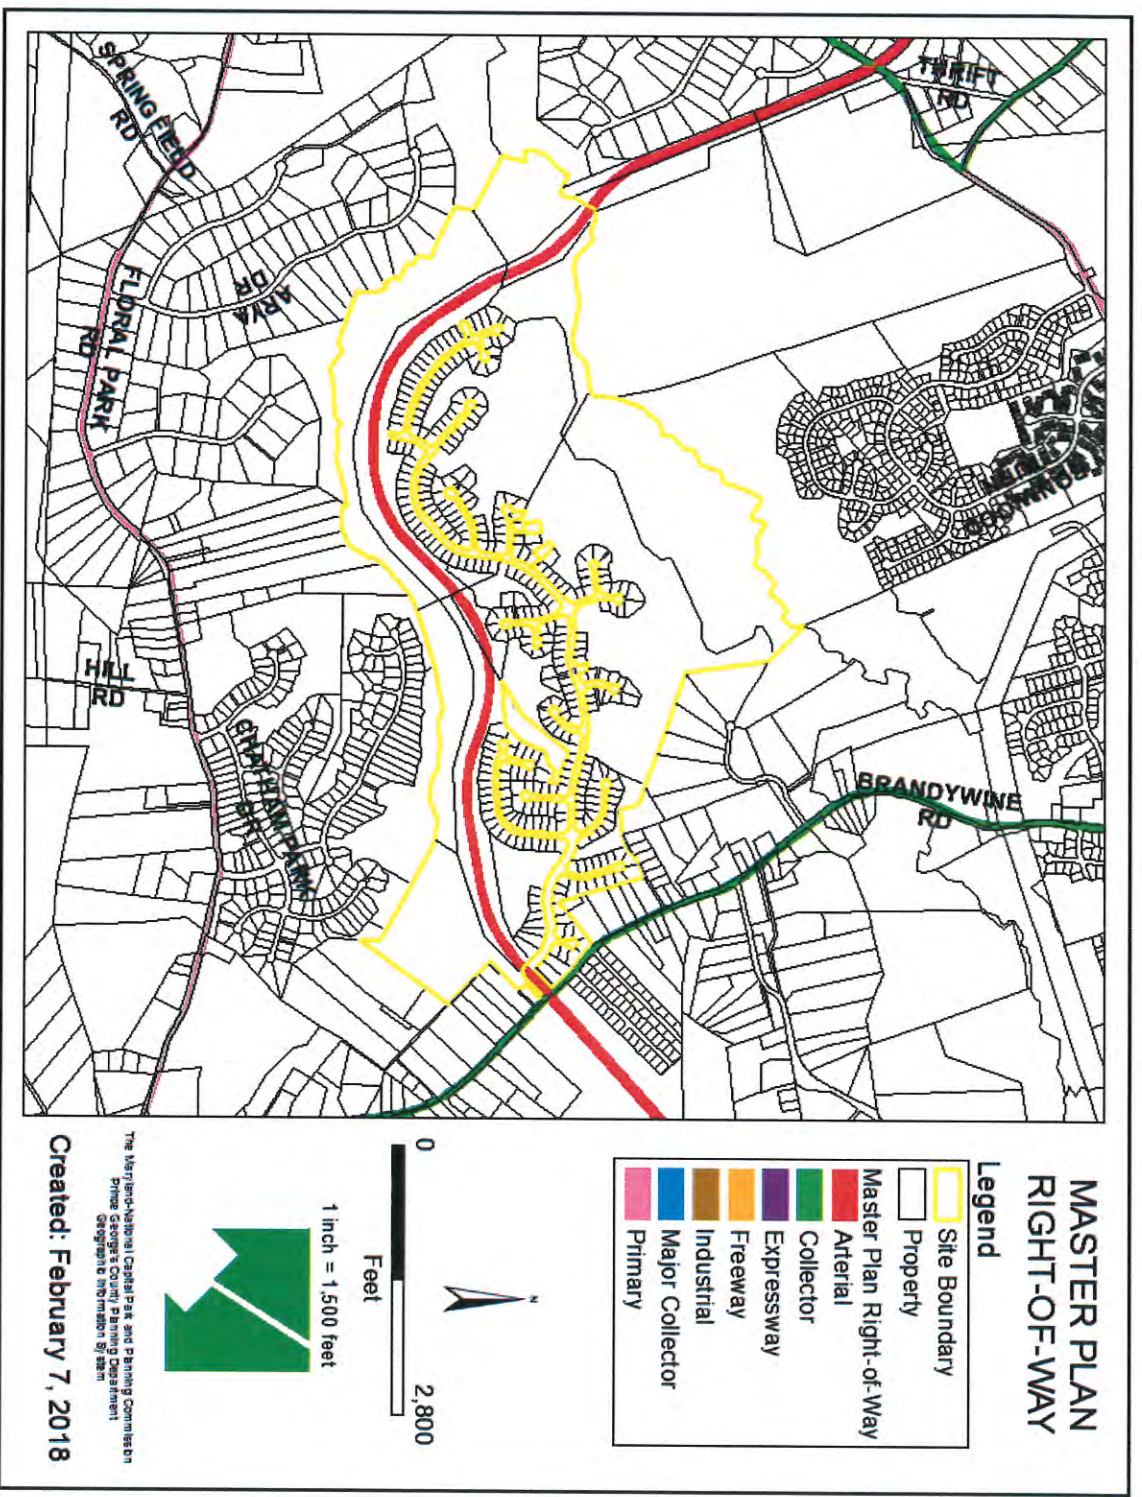 MASTER PLAN
RIGHT-OF-WAY
Legend
Site Boundary
Property
Master Plan Right-of-Way
Arterial
Collector
Expressway
Freeway
Industrial
Major Collector
Primary
N
0
2,800
Feet
1 inch = 1,500 feet
The Maryland-National Capital Park and Planning Commission
Prince George's County Planning Department
Geographic Information System
Created: February 7, 2018
THRIFT
RD
BRANDYWINE
RD
SPRINGFIELD
RD
ARYA
DR
FLORAL PARK
RD
HILL
RD
CHATHAM PARK
DR